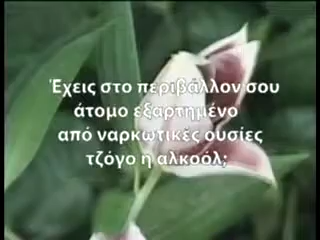 Έχεις στο περιβάλλον σου
άτομο εξαρτημένο
από ναρκωτικές ουσίες
τζόγο ή αλκοόλ;